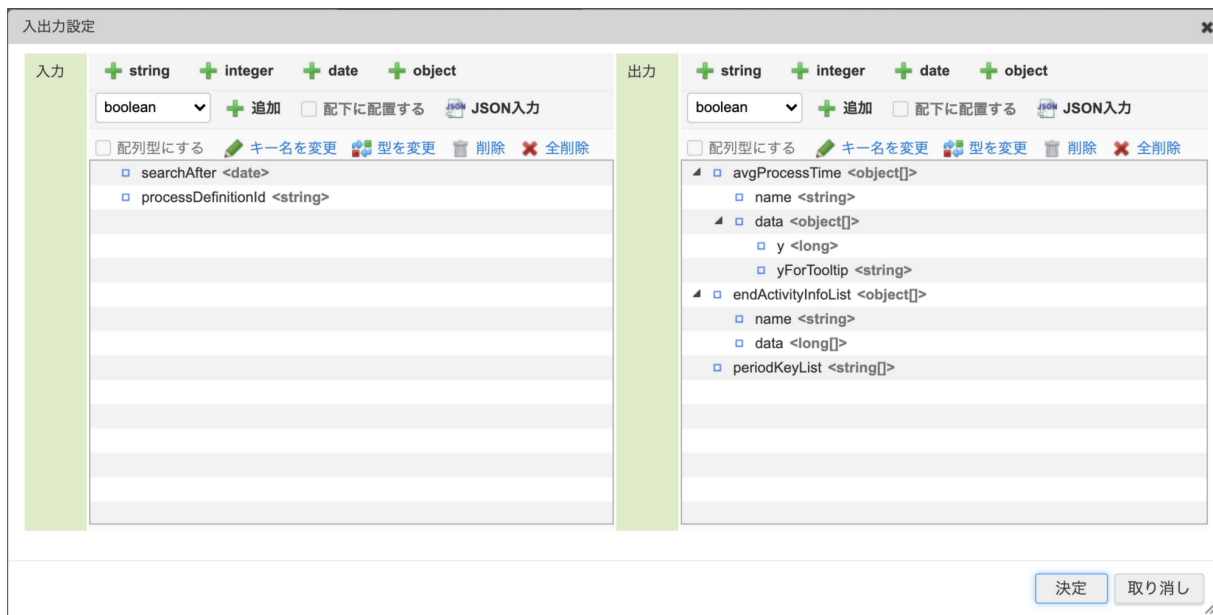 入出力設定
入力
string integer date object
boolean 追加 配下に配置する JSON入力
配列型にする キー名を変更 型を変更 削除 全削除
searchAfter <date>
processDefinitionId <string>
出力
string integer date object
boolean 追加 配下に配置する JSON入力
配列型にする キー名を変更 型を変更 削除 全削除
avgProcessTime <object[]>
name <string>
data <object[]>
y <long>
yForTooltip <string>
endActivityInfoList <object[]>
name <string>
data <long[]>
periodKeyList <string[]>
決定 取り消し